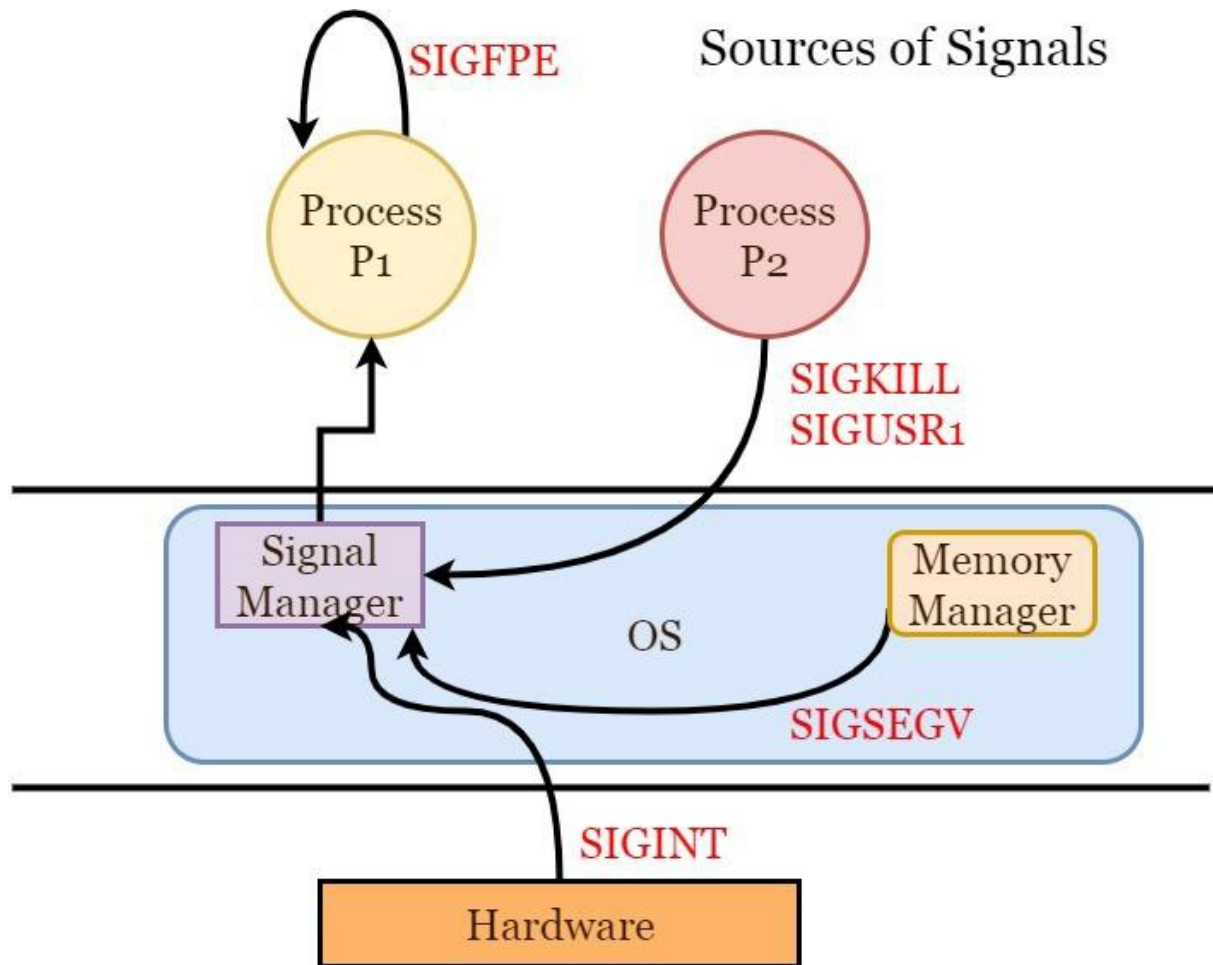 Sources of Signals
SIGFPE
Process
P1
Process
P2
SIGKILL
SIGUSR1
Signal
Manager
Memory
Manager
OS
SIGSEGV
SIGINT
Hardware